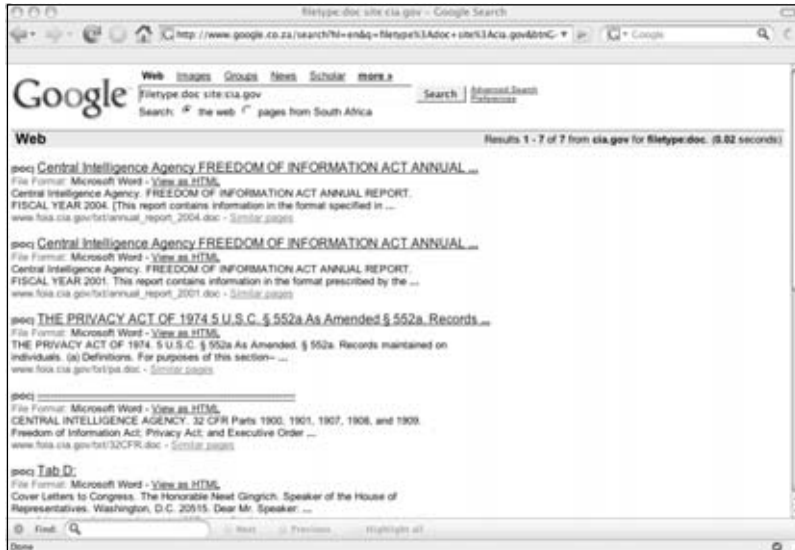 filetype:doc site:cia.gov - Google Search
http://www.google.co.za/search?hl=en&q=filetype%3Adoc+site%3Acia.gov&btnG-
Google
Web Images Groups News Scholar more »
Google
filetype:doc site:cia.gov
Search
Advanced Search
Preferences
Search: the web pages from South Africa
Web
Results 1 - 7 of 7 from cia.gov for filetype:doc. (0.02 seconds)
[DOC] Central Intelligence Agency FREEDOM OF INFORMATION ACT ANNUAL ...
File Format: Microsoft Word - View as HTML
Central Intelligence Agency. FREEDOM OF INFORMATION ACT ANNUAL REPORT.
FISCAL YEAR 2004. [This report contains information in the format specified in ...
www.foia.cia.gov/txt/annual_report_2004.doc - Similar pages
[DOC] Central Intelligence Agency FREEDOM OF INFORMATION ACT ANNUAL ...
File Format: Microsoft Word - View as HTML
Central Intelligence Agency. FREEDOM OF INFORMATION ACT ANNUAL REPORT.
FISCAL YEAR 2001. This report contains information in the format prescribed by the ...
www.foia.cia.gov/txt/annual_report_2001.doc - Similar pages
[DOC] THE PRIVACY ACT OF 1974 5 U.S.C. § 552a As Amended § 552a. Records ...
File Format: Microsoft Word - View as HTML
THE PRIVACY ACT OF 1974. 5 U.S.C. § 552a As Amended. § 552a. Records maintained on
individuals. (a) Definitions. For purposes of this section-- ...
www.foia.cia.gov/txt/pa.doc - Similar pages
[DOC]
File Format: Microsoft Word - View as HTML
CENTRAL INTELLIGENCE AGENCY. 32 CFR Parts 1900, 1901, 1907, 1908, and 1909.
Freedom of Information Act; Privacy Act; and Executive Order ...
www.foia.cia.gov/txt/32CFR.doc - Similar pages
[DOC] Tab D:
File Format: Microsoft Word - View as HTML
Cover Letters to Congress. The Honorable Newt Gingrich. Speaker of the House of
Representatives. Washington, D.C. 20515. Dear Mr. Speaker: ...
Find: Next Previous Highlight all
Done